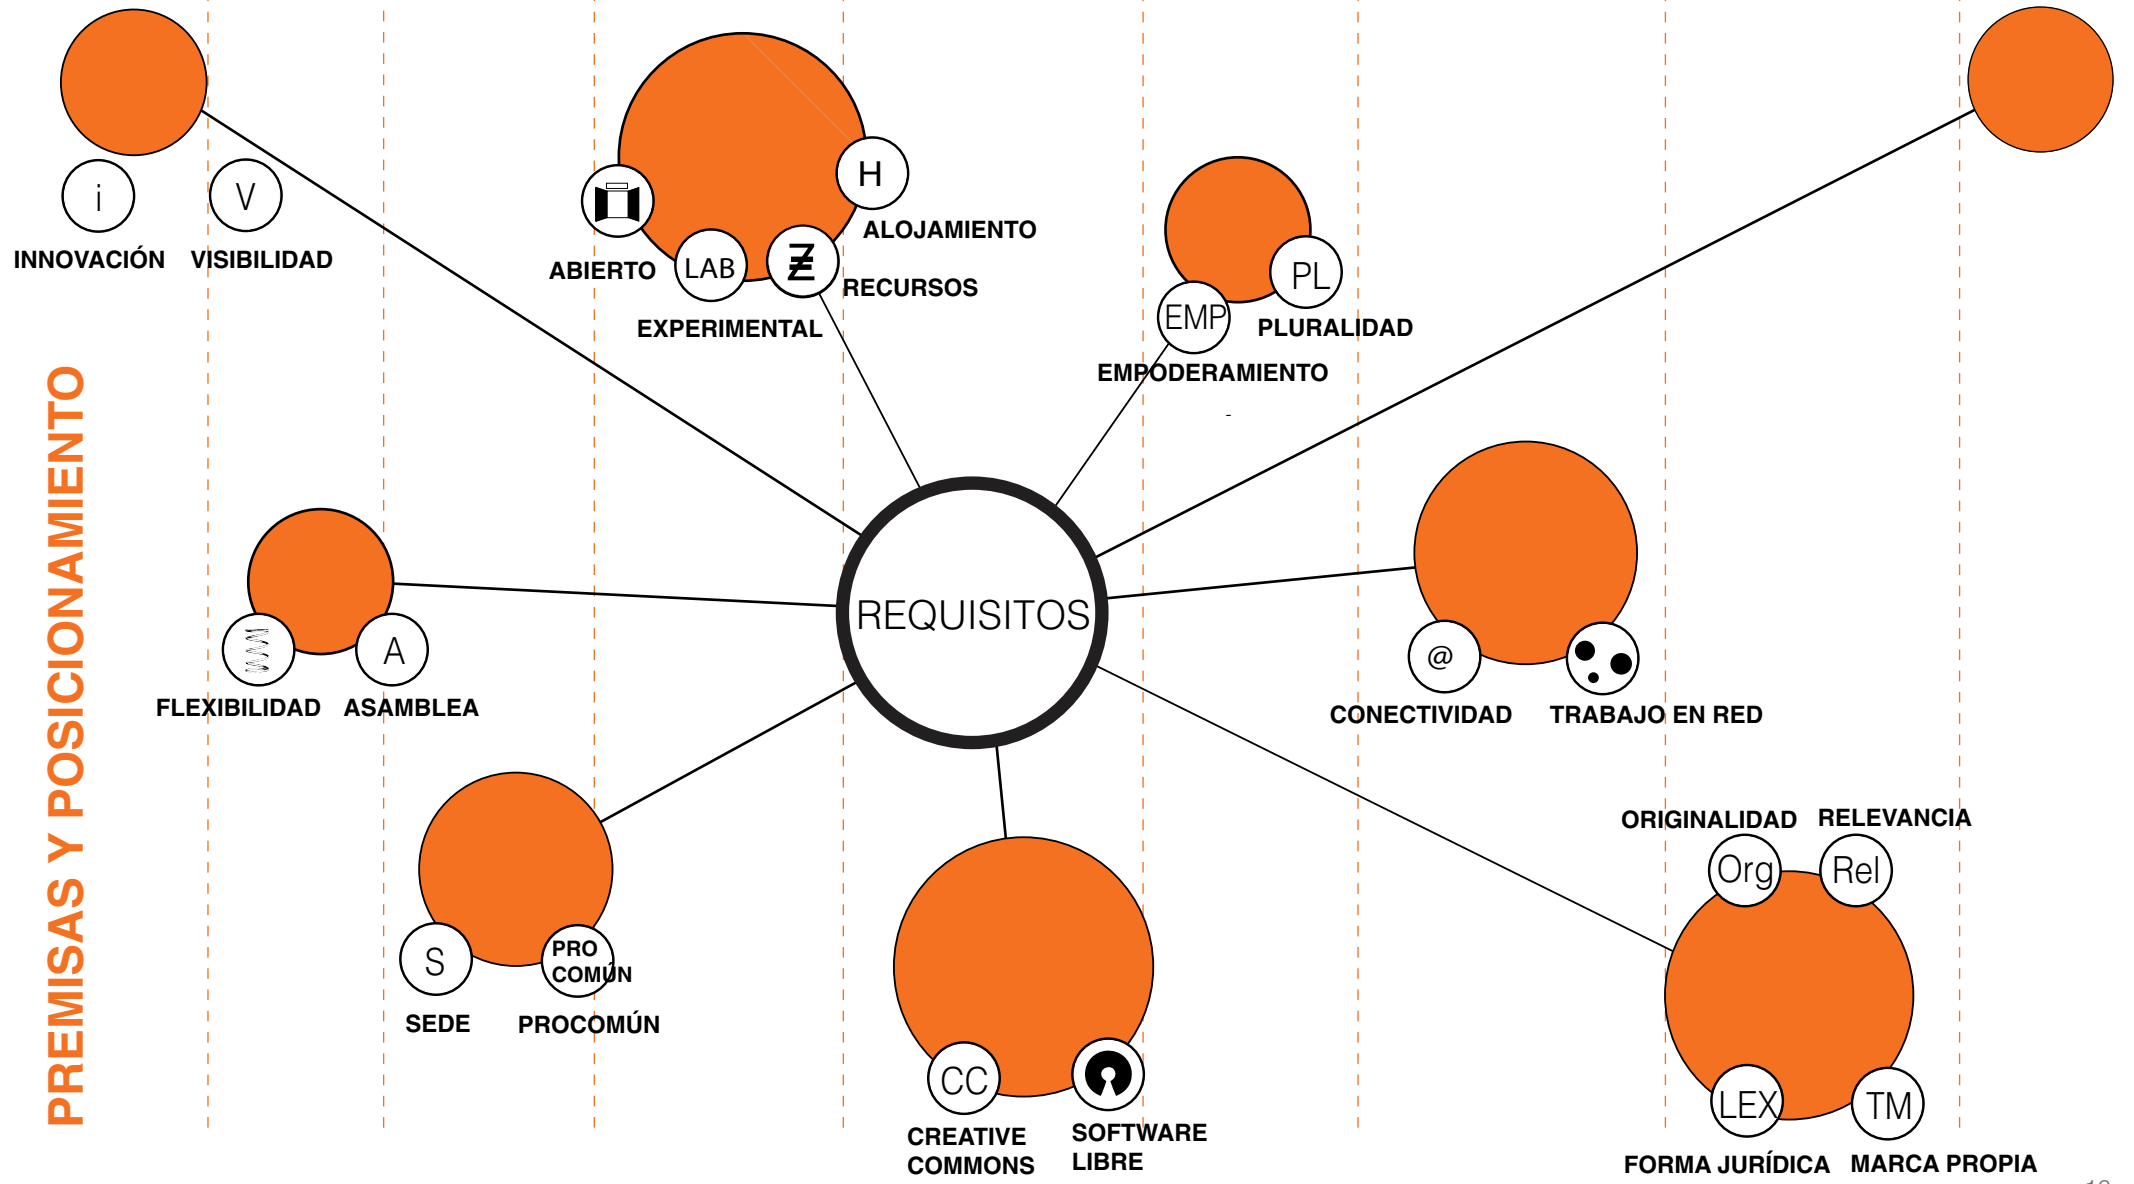 PREMISAS Y POSICIONAMIENTO
i
V
INNOVACIÓN
VISIBILIDAD
H
ALOJAMIENTO
ABIERTO
LAB
RECURSOS
EXPERIMENTAL
PL
EMP
PLURALIDAD
EMPODERAMIENTO
-
REQUISITOS
A
FLEXIBILIDAD
ASAMBLEA
@
CONECTIVIDAD
TRABAJO EN RED
S
PRO
COMÚN
SEDE
PROCOMÚN
CC
CREATIVE
COMMONS
SOFTWARE
LIBRE
ORIGINALIDAD
RELEVANCIA
Org
Rel
LEX
TM
FORMA JURÍDICA
MARCA PROPIA